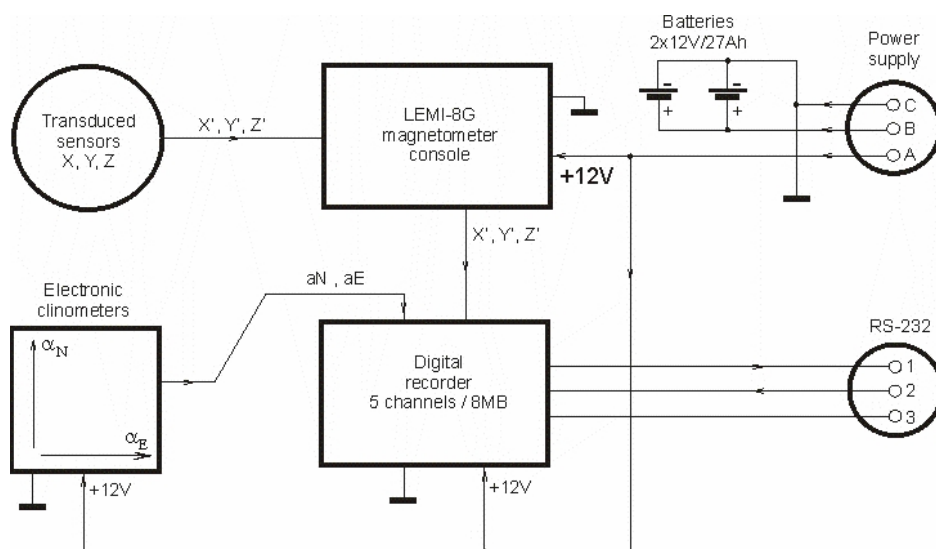 Batteries
2x12V/27Ah
Power
supply
Transduced
sensors
X, Y, Z
X', Y', Z'
LEMI-8G
magnetometer
console
-
-
+
+
C
B
A
+12V
X', Y', Z'
Electronic
clinometers
aN , aE
αN
αE
Digital
recorder
5 channels / 8MB
RS-232
1
2
3
+12V
+12V